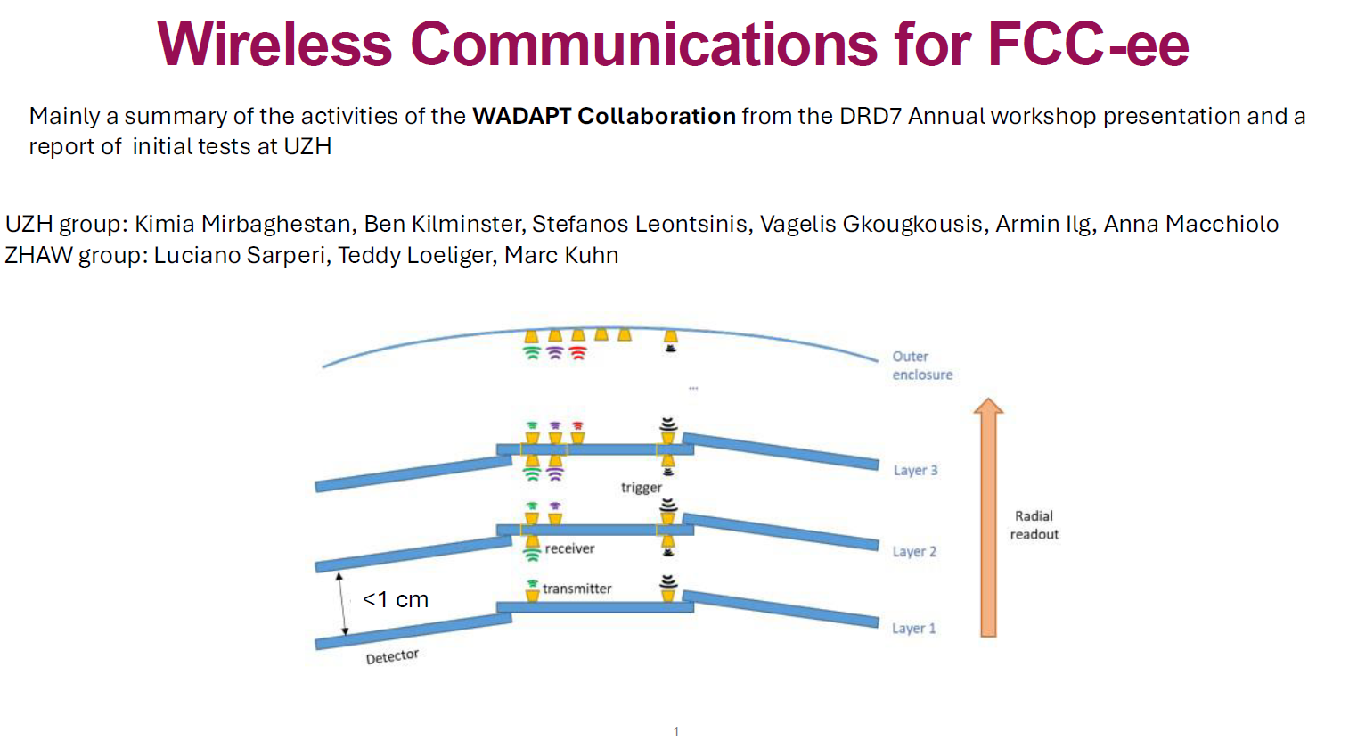 Wireless Communications for FCC-ee
Mainly a summary of the activities of the WADAPT Collaboration from the DRD7 Annual workshop presentation and a
report of initial tests at UZH
UZH group: Kimia Mirbaghestan, Ben Kilminster, Stefanos Leontsinis, Vagelis Gkougkousis, Armin Ilg, Anna Macchiolo
ZHAW group: Luciano Sarperi, Teddy Loeliger, Marc Kuhn
Outer
enclosure
...
Layer 3
trigger
Radial
readout
receiver
Layer 2
transmitter
<1 cm
Layer 1
Detector
1